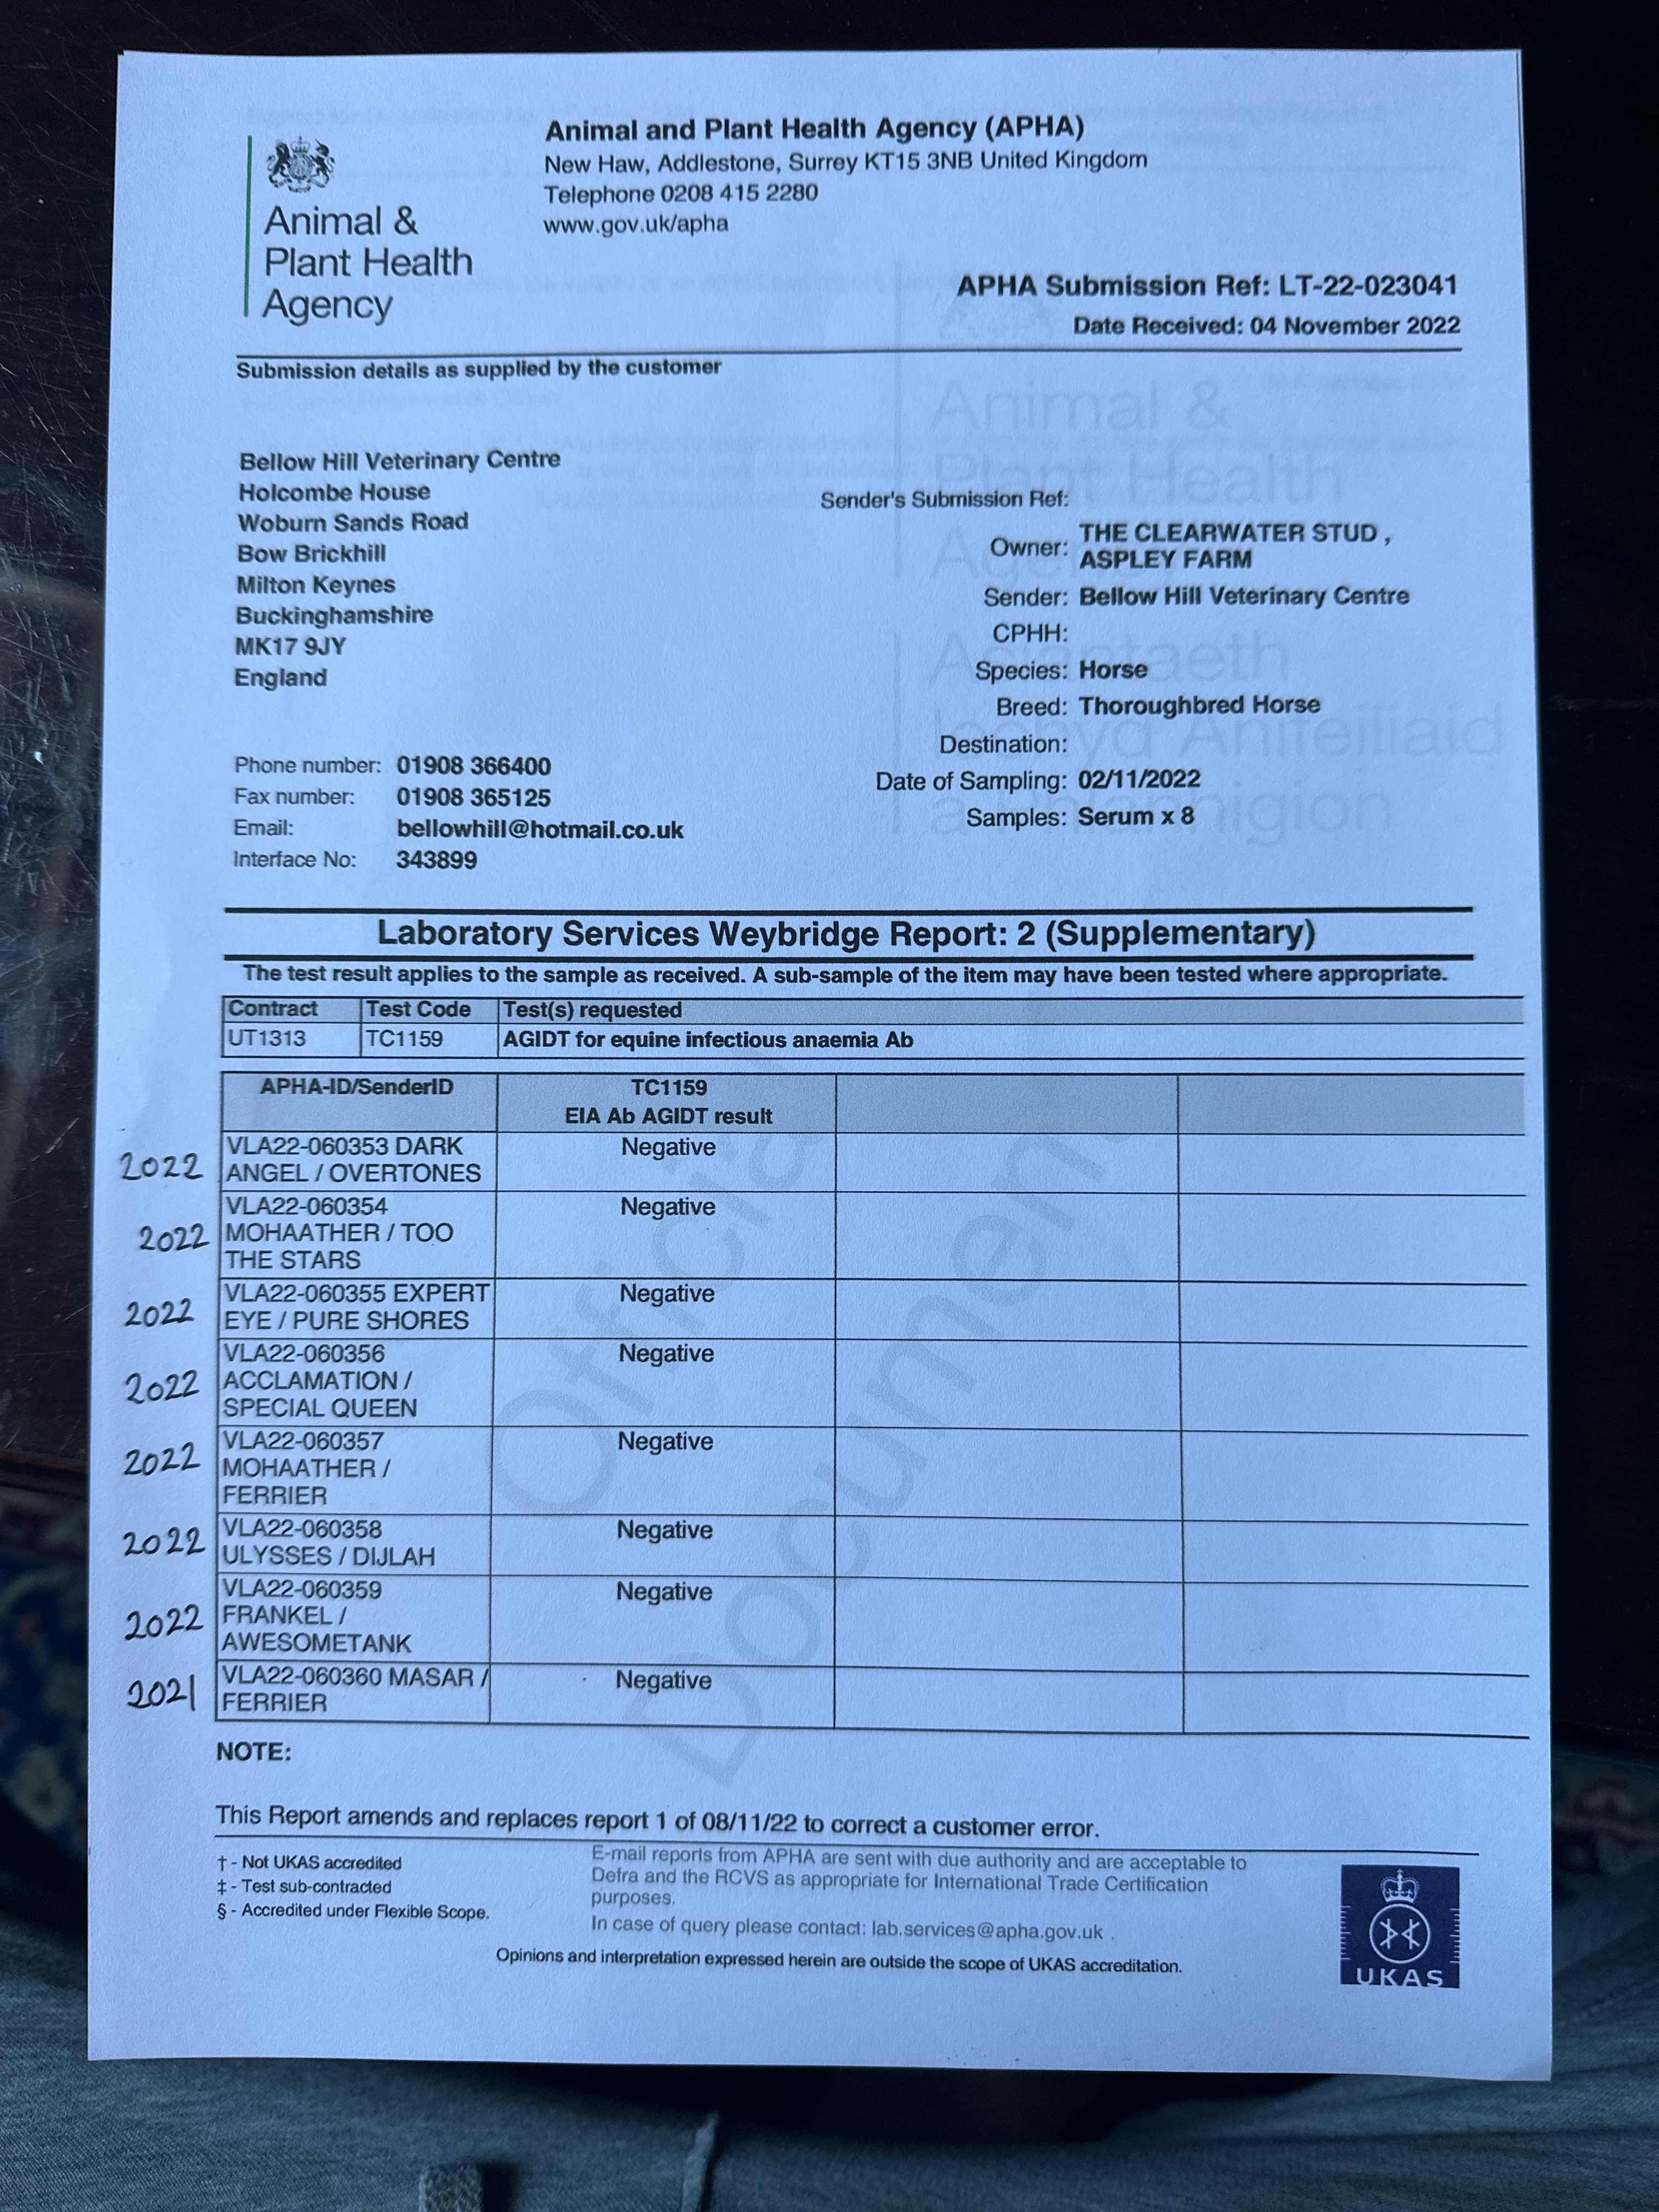 Animal &
Plant Health
Agency
Animal and Plant Health Agency (APHA)
New Haw, Addlestone, Surrey KT15 3NB United Kingdom
Telephone 0208 415 2280
www.gov.uk/apha
APHA Submission Ref: LT-22-023041
Date Received: 04 November 2022
Submission details as supplied by the customer
Bellow Hill Veterinary Centre
Holcombe House
Woburn Sands Road
Bow Brickhill
Milton Keynes
Buckinghamshire
MK17 9JY
England
Phone number: 01908 366400
Fax number: 01908 365125
Email: bellowhill@hotmail.co.uk
Interface No: 343899
Sender's Submission Ref:
Owner: THE CLEARWATER STUD ,
ASPLEY FARM
Sender: Bellow Hill Veterinary Centre
CPHH:
Species: Horse
Breed: Thoroughbred Horse
Destination:
Date of Sampling: 02/11/2022
Samples: Serum x 8
Animal &
Plant Health
Agency
Asiantaeth
Iechyd Anifeiliaid
a Phlanhigion
Laboratory Services Weybridge Report: 2 (Supplementary)
The test result applies to the sample as received. A sub-sample of the item may have been tested where appropriate.
Contract Test Code Test(s) requested
UT1313 TC1159 AGIDT for equine infectious anaemia Ab
APHA-ID/SenderID TC1159
EIA Ab AGIDT result
2022 VLA22-060353 DARK Negative
ANGEL / OVERTONES
2022 VLA22-060354 Negative
MOHAATHER / TOO
THE STARS
2022 VLA22-060355 EXPERT Negative
EYE / PURE SHORES
2022 VLA22-060356 Negative
ACCLAMATION /
SPECIAL QUEEN
2022 VLA22-060357 Negative
MOHAATHER /
FERRIER
2022 VLA22-060358 Negative
ULYSSES / DIJLAH
2022 VLA22-060359 Negative
FRANKEL /
AWESOMETANK
2021 VLA22-060360 MASAR / Negative
FERRIER
Official
Document
NOTE:
This Report amends and replaces report 1 of 08/11/22 to correct a customer error.
† - Not UKAS accredited
‡ - Test sub-contracted
§ - Accredited under Flexible Scope.
E-mail reports from APHA are sent with due authority and are acceptable to
Defra and the RCVS as appropriate for International Trade Certification
purposes.
In case of query please contact: lab.services@apha.gov.uk .
Opinions and interpretation expressed herein are outside the scope of UKAS accreditation.
UKAS